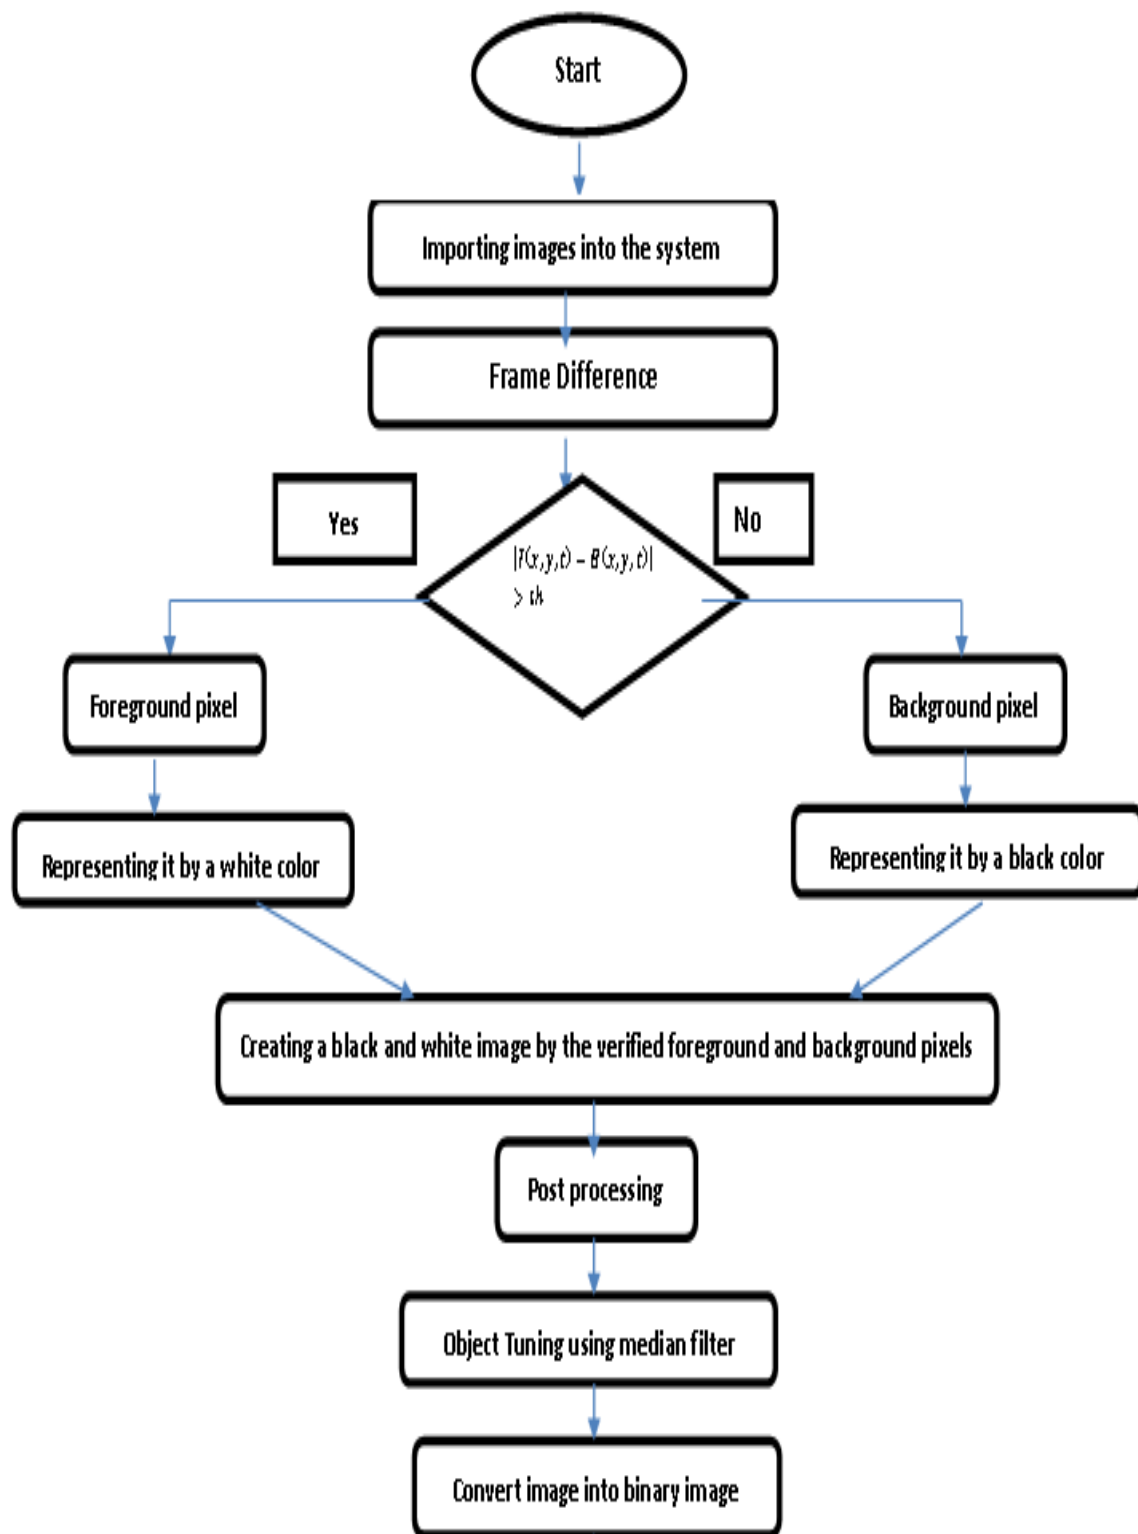 Start
Importing images into the system
Frame Difference
Yes
No
|I(x,y,t) – B(x,y,t)|
> th
Foreground pixel
Background pixel
Representing it by a white color
Representing it by a black color
Creating a black and white image by the verified foreground and background pixels
Post processing
Object Tuning using median filter
Convert image into binary image